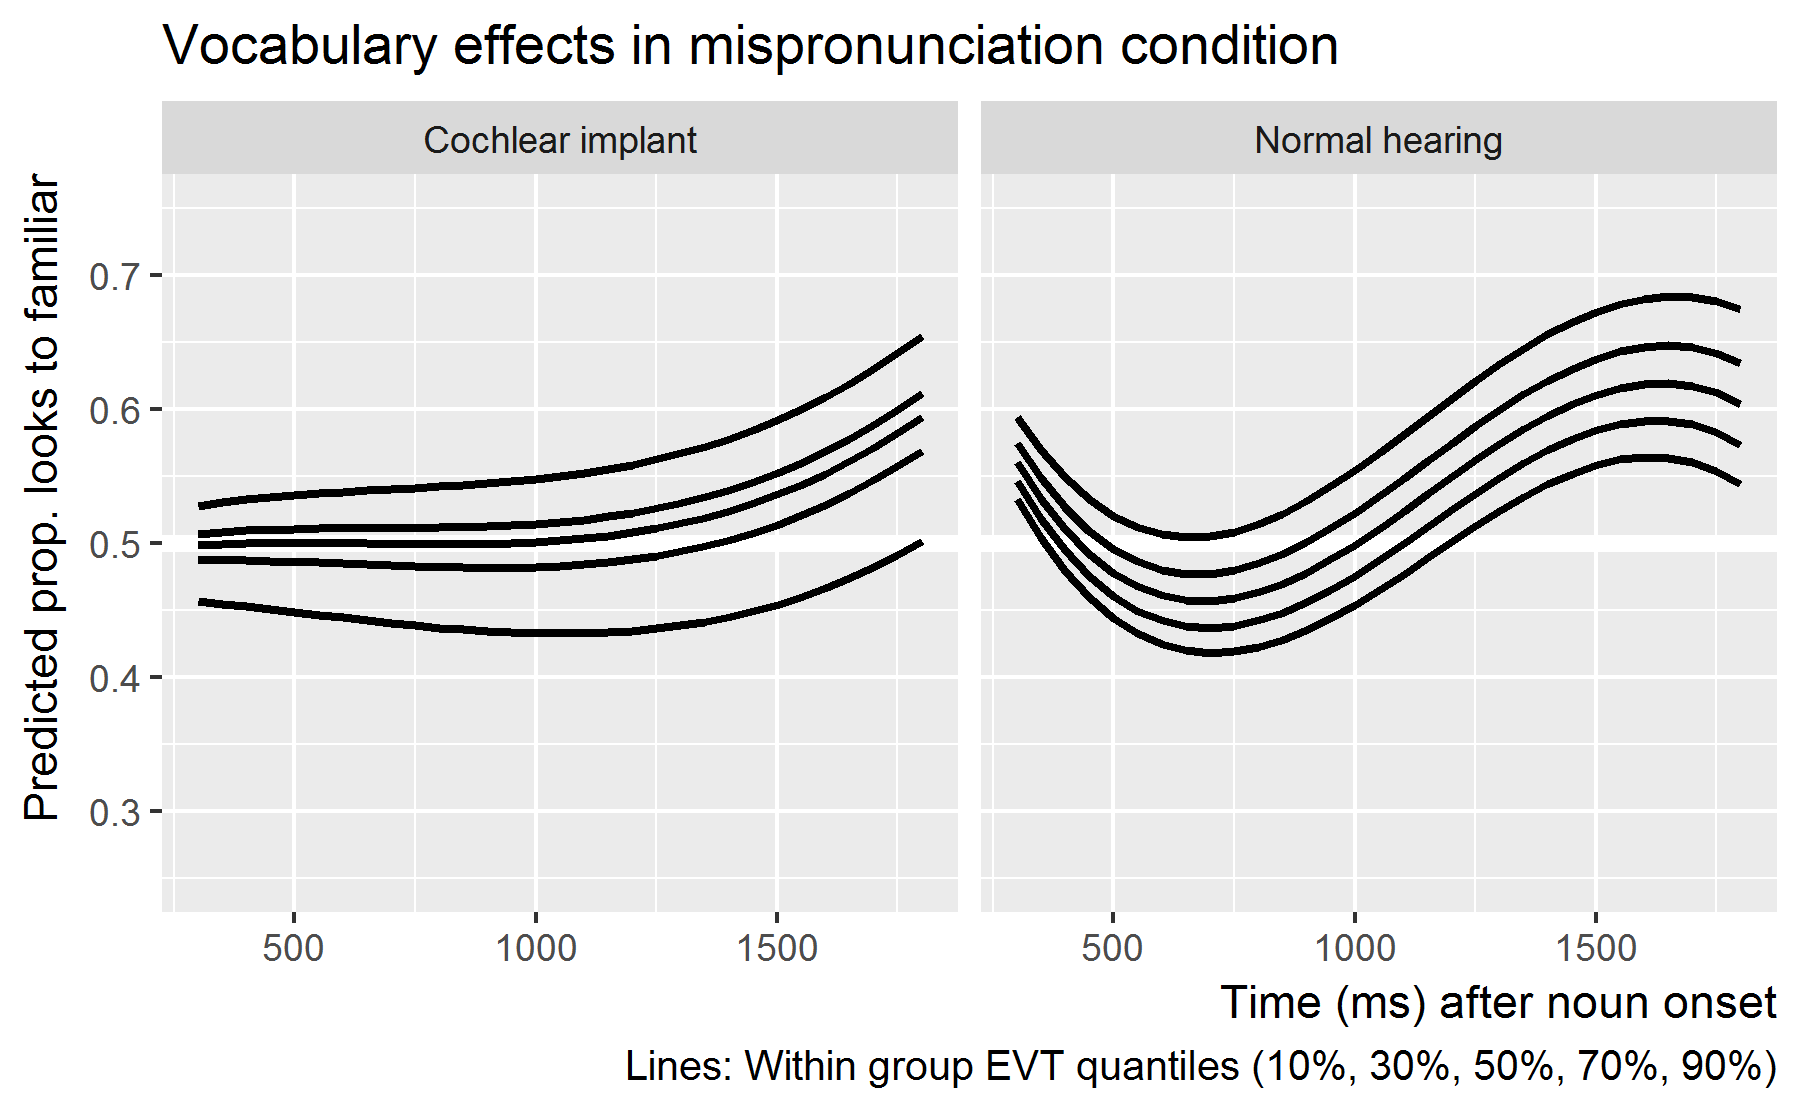 Vocabulary effects in mispronunciation condition
Cochlear implant
Normal hearing
Predicted prop. looks to familiar
0.7
0.6
0.5
0.4
0.3
500 1000 1500
500 1000 1500
Time (ms) after noun onset
Lines: Within group EVT quantiles (10%, 30%, 50%, 70%, 90%)